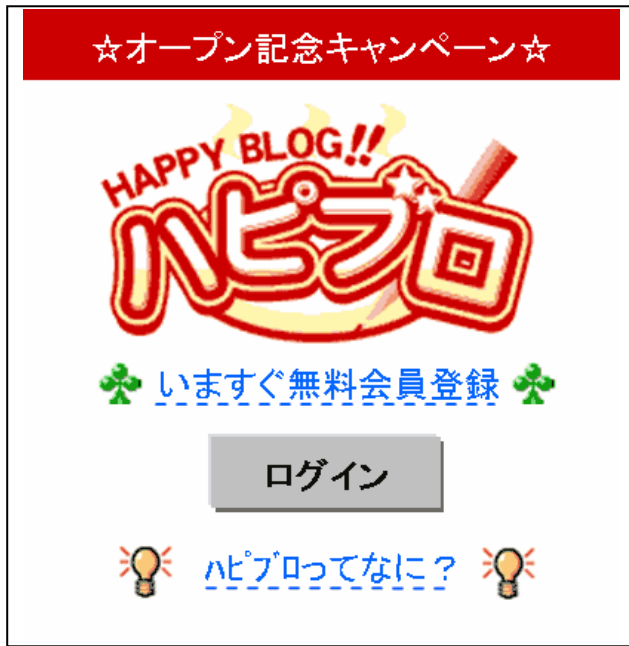 ☆オープン記念キャンペーン☆
HAPPY BLOG!!
ハピブロ
いますぐ無料会員登録
ログイン
ﾊﾋﾟブロってなに？